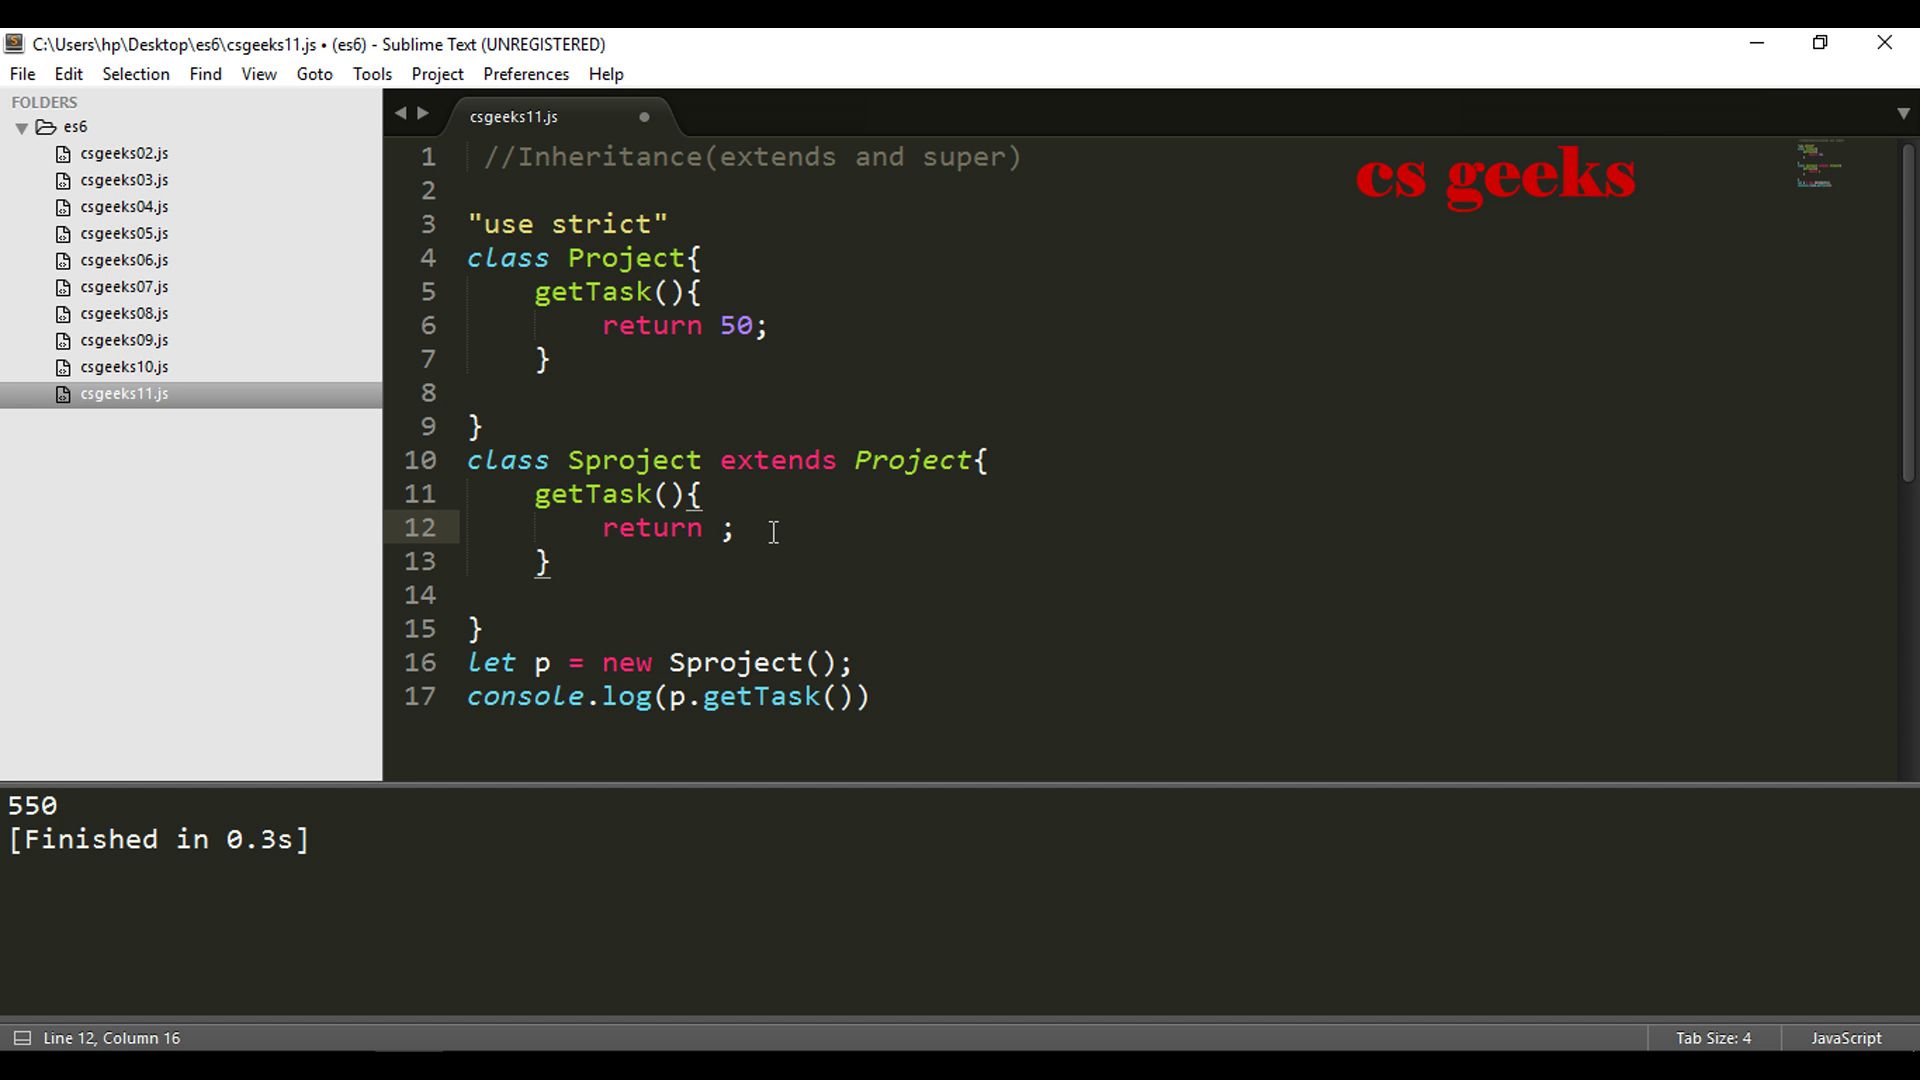 C:\Users\hp\Desktop\es6\csgeeks11.js • (es6) - Sublime Text (UNREGISTERED)
File Edit Selection Find View Goto Tools Project Preferences Help
FOLDERS
es6
csgeeks02.js
csgeeks03.js
csgeeks04.js
csgeeks05.js
csgeeks06.js
csgeeks07.js
csgeeks08.js
csgeeks09.js
csgeeks10.js
csgeeks11.js
csgeeks11.js
cs geeks
1 //Inheritance(extends and super)
2
3 "use strict"
4 class Project{
5 getTask(){
6 return 50;
7 }
8
9 }
10 class Sproject extends Project{
11 getTask(){
12 return ;
13 }
14
15 }
16 let p = new Sproject();
17 console.log(p.getTask())
550
[Finished in 0.3s]
Line 12, Column 16 Tab Size: 4 JavaScript